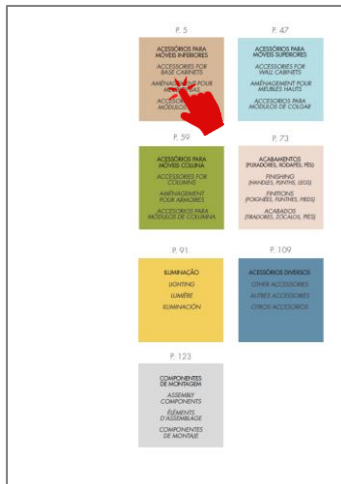 P. 5
ACESSÓRIOS PARA
MÓVEIS INFERIORES
ACCESSORIES FOR
BASE CABINETS
AMÉNAGEMENT POUR
P. 47
ACESSÓRIOS PARA
MÓVEIS SUPERIORES
ACCESSORIES FOR
WALL CABINETS
AMÉNAGEMENT POUR
MEUBLES HAUTS
ACCESORIOS PARA
MÓDULOS DE COLGAR
P. 59
ACESSÓRIOS PARA
MÓVEIS COLUNA
ACCESSORIES FOR
COLUMNS
AMÉNAGEMENT
POUR ARMOIRES
ACCESORIOS PARA
MÓDULOS DE COLUMNA
P. 73
ACABAMENTOS
(PUXADORES, RODAPÉS, PÉS)
FINISHING
(HANDLES, PLINTHS, LEGS)
FINITIONS
(POIGNÉES, PLINTHES, PIEDS)
ACABADOS
(TIRADORES, ZÓCALOS, PIES)
P. 91
ILUMINAÇÃO
LIGHTING
LUMIÈRE
ILUMINACIÓN
P. 109
ACESSÓRIOS DIVERSOS
OTHER ACCESSORIES
AUTRES ACCESSOIRES
OTROS ACCESORIOS
P. 123
COMPONENTES
DE MONTAGEM
ASSEMBLY
COMPONENTS
ÉLÉMENTS
D'ASSEMBLAGE
COMPONENTES
DE MONTAJE